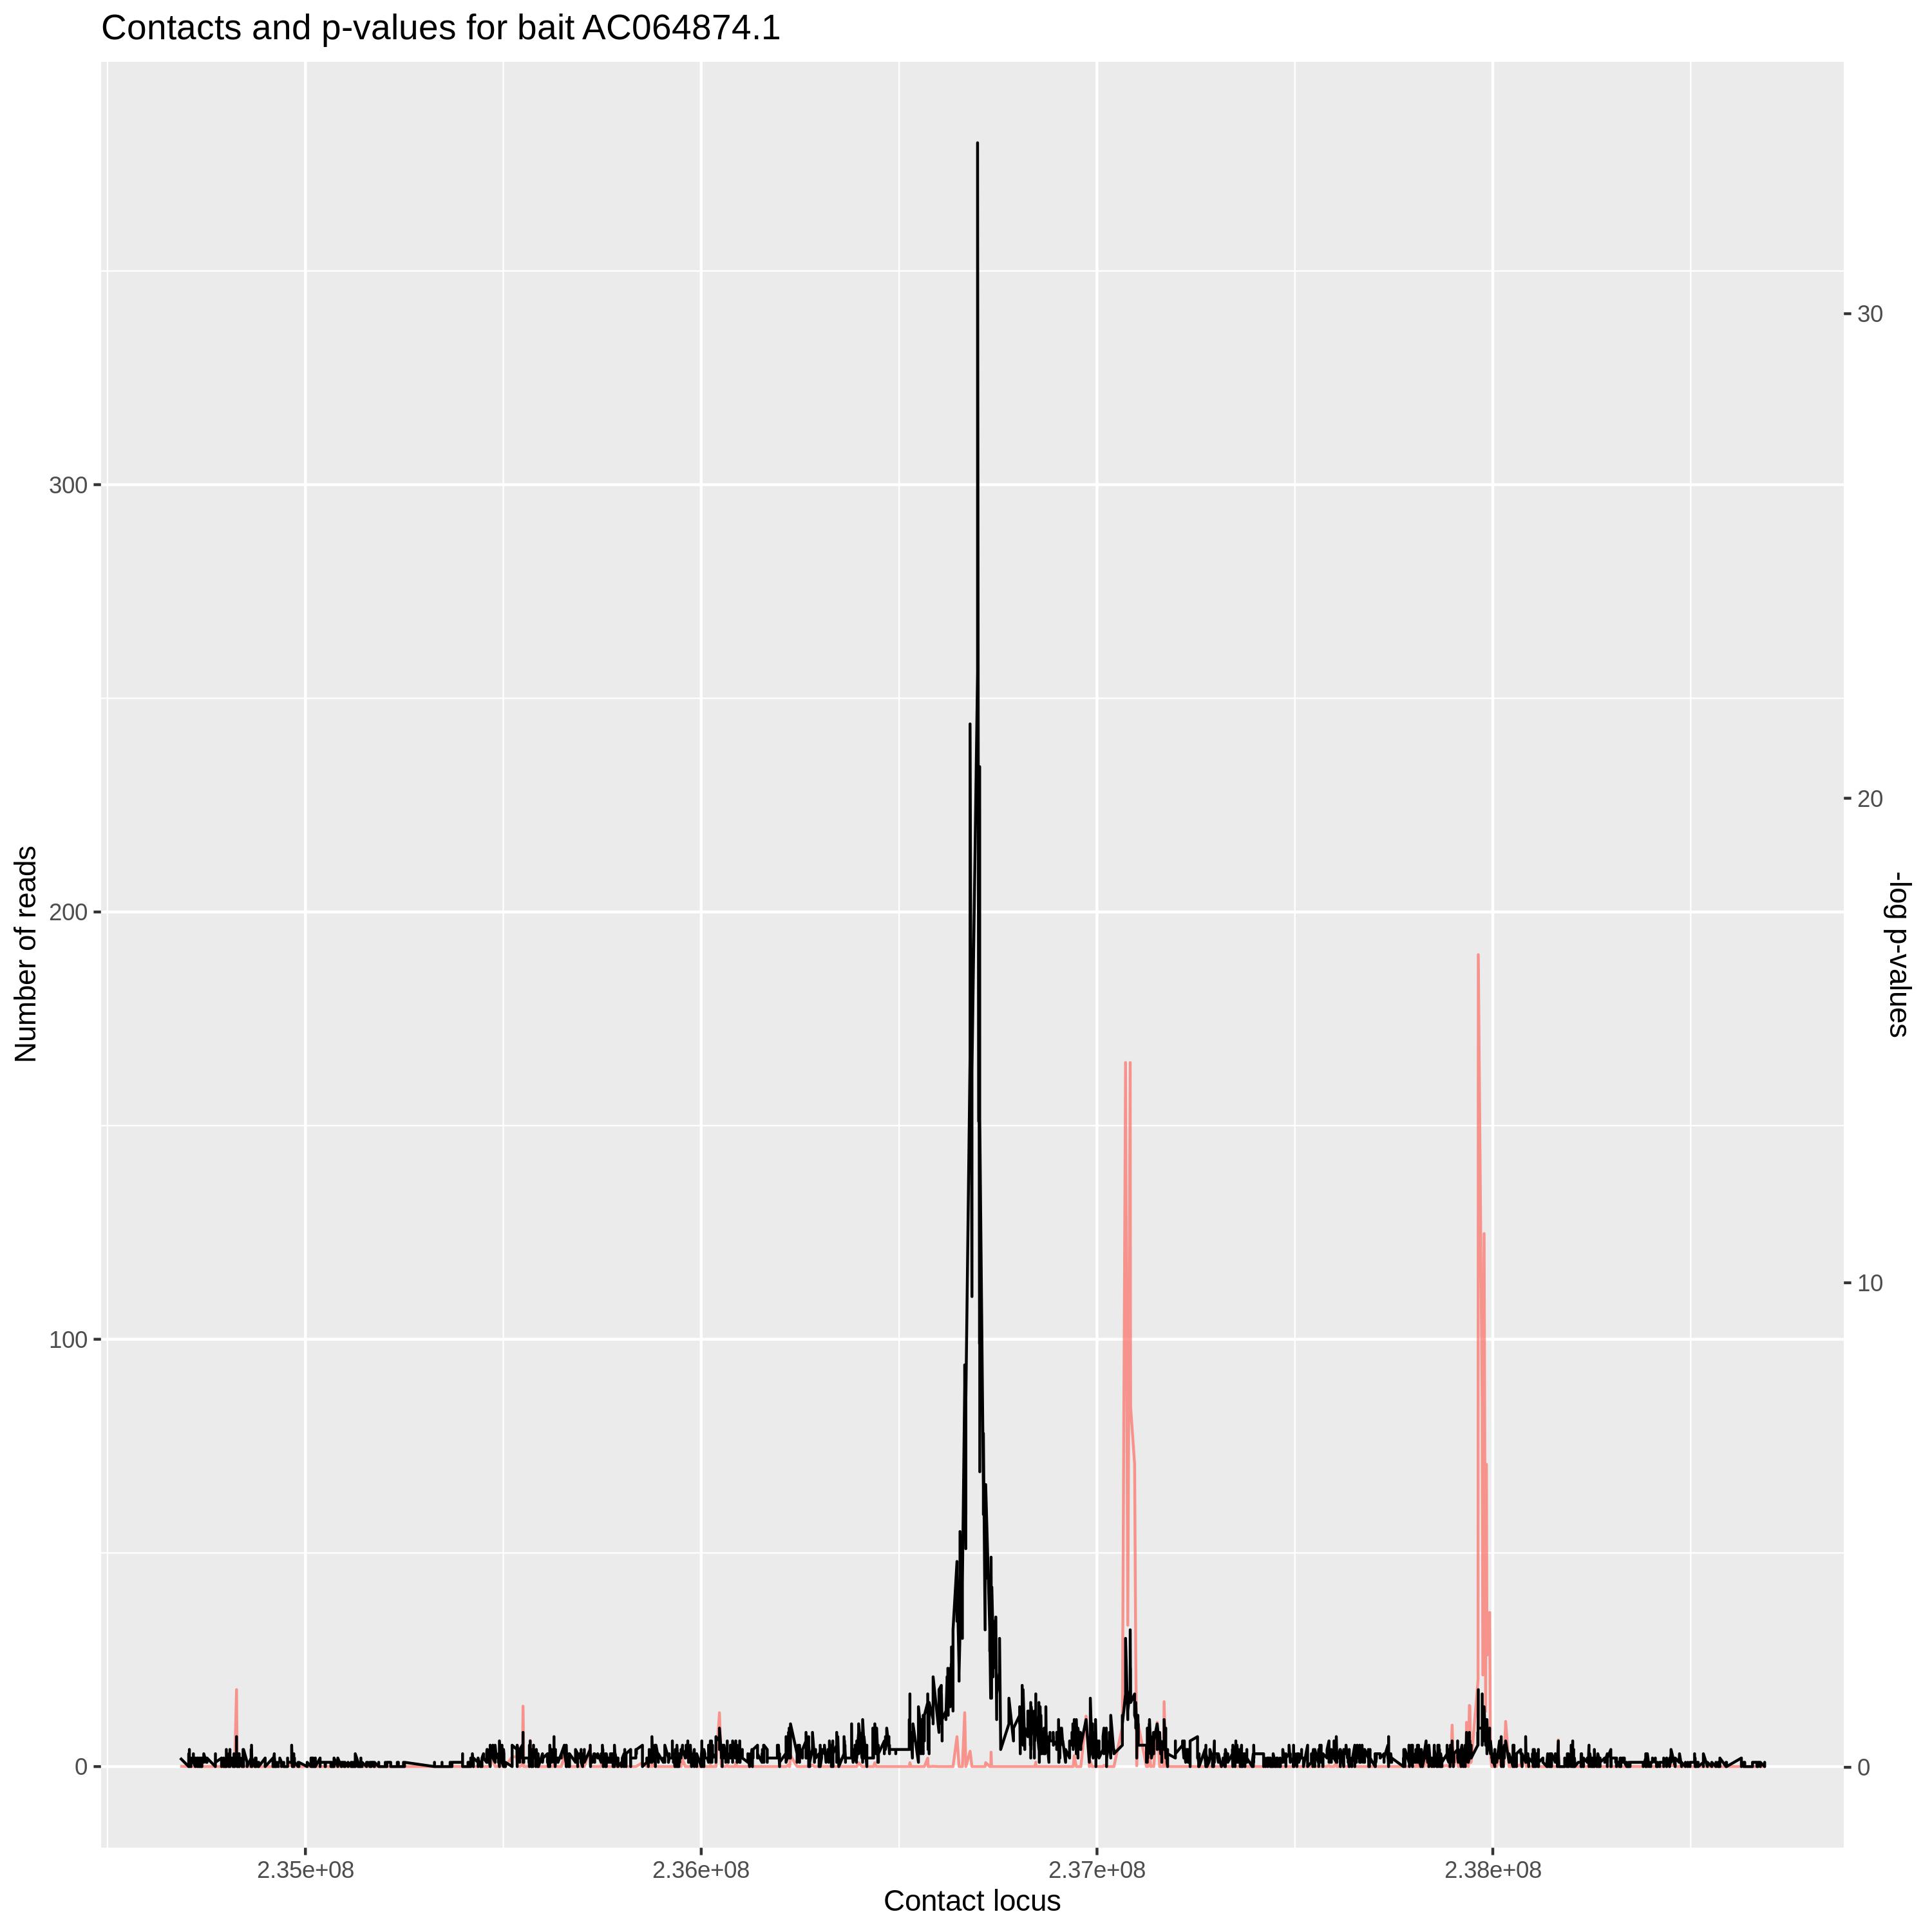 Contacts and p-values for bait AC064874.1
Number of reads
300
200
100
0
30
20
10
0
-log p-values
2.35e+08 2.36e+08 2.37e+08 2.38e+08
Contact locus